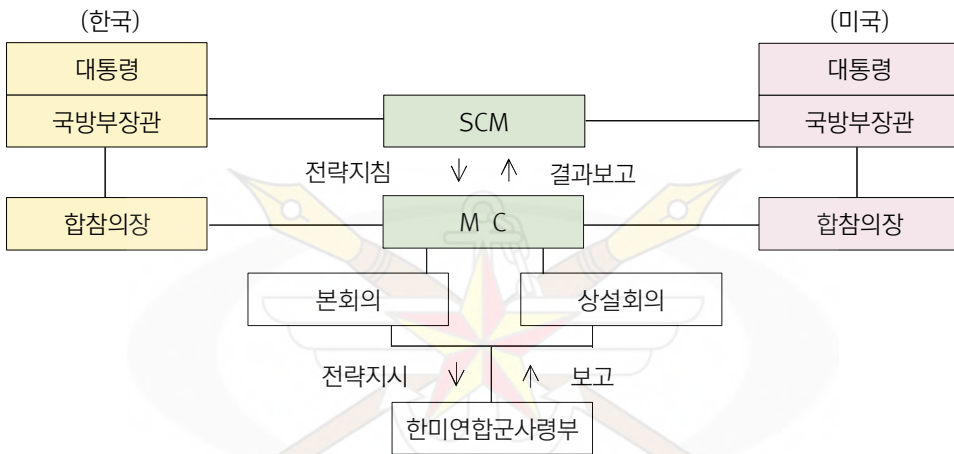 (한국)
(미국)
대통령
대통령
국방부장관
SCM
국방부장관
전략지침 ↓ ↑ 결과보고
합참의장
M C
합참의장
본회의
상설회의
전략지시 ↓ ↑ 보고
한미연합군사령부